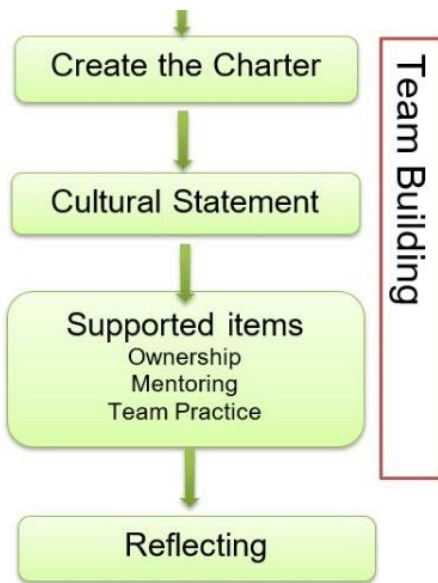 Create the Charter
Cultural Statement
Supported items
Ownership
Mentoring
Team Practice
Reflecting
Team Building